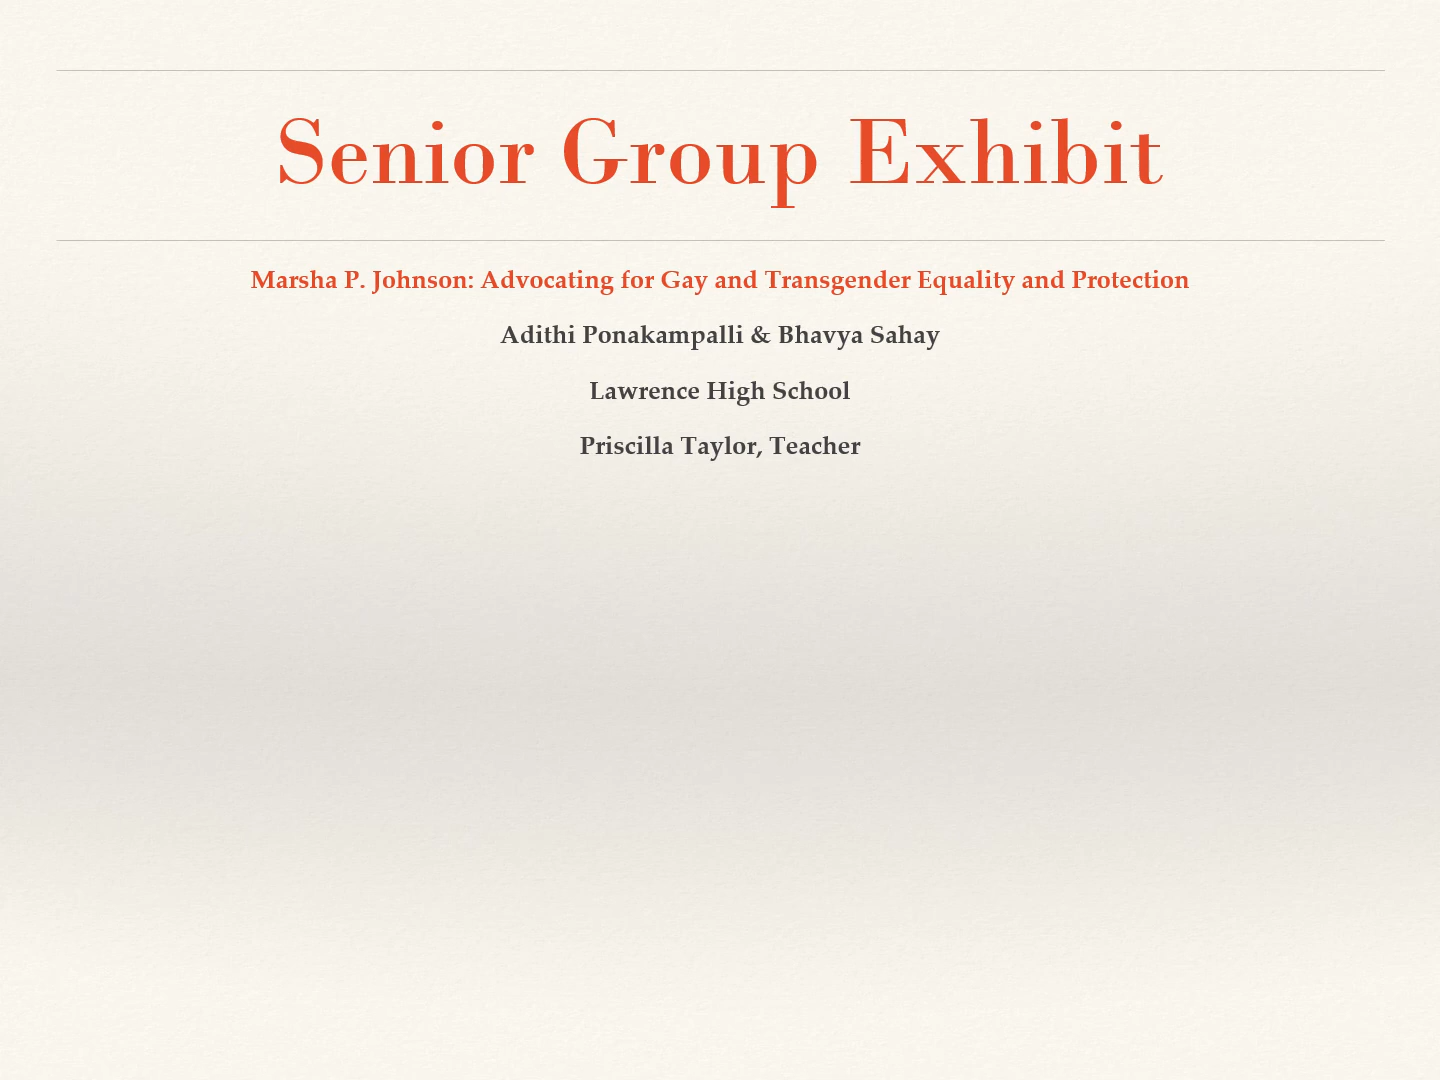 Senior Group Exhibit
Marsha P. Johnson: Advocating for Gay and Transgender Equality and Protection
Adithi Ponakampalli & Bhavya Sahay
Lawrence High School
Priscilla Taylor, Teacher